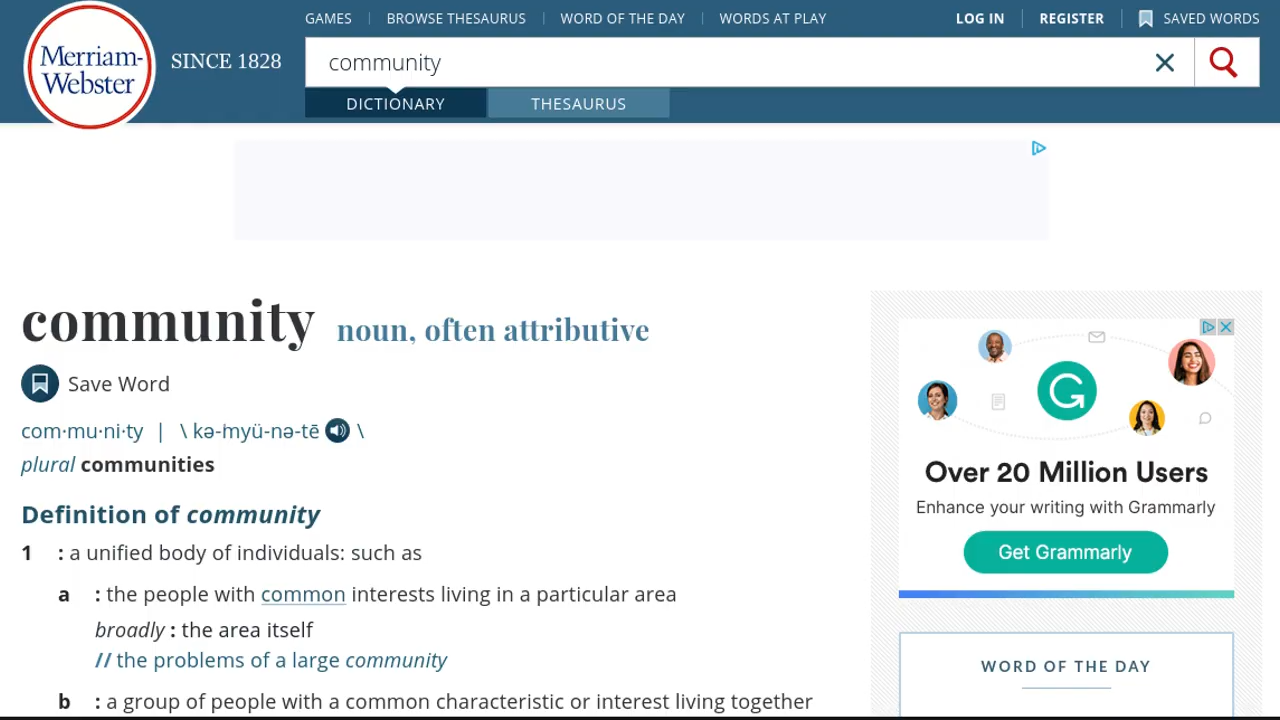 GAMES BROWSE THESAURUS WORD OF THE DAY WORDS AT PLAY LOG IN REGISTER SAVED WORDS
Merriam-
Webster
SINCE 1828
community
DICTIONARY THESAURUS
community noun, often attributive
Save Word
com·mu·ni·ty | \ kə-ˈmyü-nə-tē \
plural communities
Definition of community
1 : a unified body of individuals: such as
a : the people with common interests living in a particular area
broadly : the area itself
// the problems of a large community
b : a group of people with a common characteristic or interest living together
G
Over 20 Million Users
Enhance your writing with Grammarly
Get Grammarly
WORD OF THE DAY